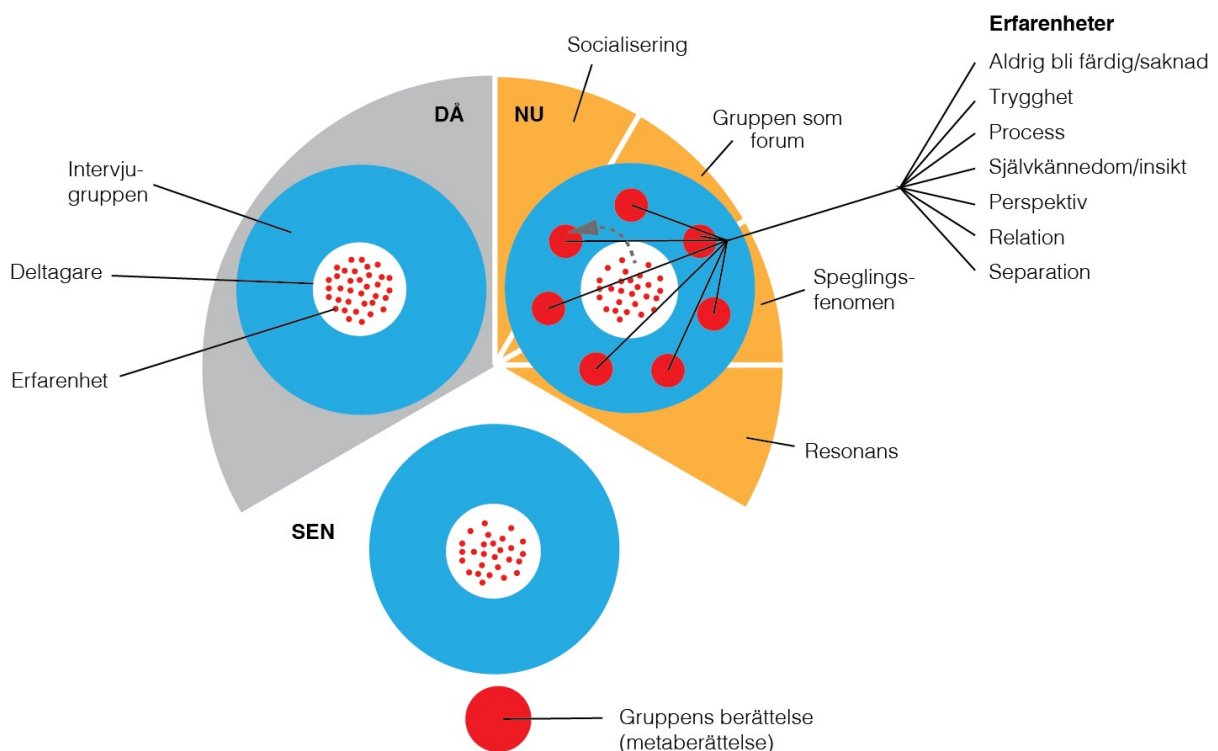 Erfarenheter
Socialisering
Aldrig bli färdig/saknad
DÅ
NU
Trygghet
Gruppen som
forum
Process
Intervju-
gruppen
Självkännedom/insikt
Perspektiv
Relation
Deltagare
Separation
Speglings-
fenomen
Erfarenhet
Resonans
SEN
Gruppens berättelse
(metaberättelse)